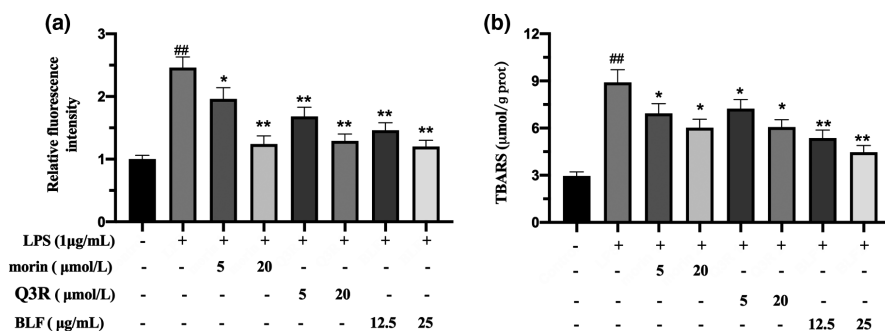 (a)
Relative fluorescence
intensity
3
2
1
0
##
*
**
**
**
**
**
LPS (1μg/mL) - + + + + + + +
morin ( μmol/L) - - 5 20 - - - -
Q3R ( μmol/L) - - - - 5 20 - -
BLF ( μg/mL) - - - - - - 12.5 25
(b)
TBARS (μmol/g prot)
12
9
6
3
0
##
*
*
*
*
**
**
- + + + + + + +
- - 5 20 - - - -
- - - - 5 20 - -
- - - - - - 12.5 25